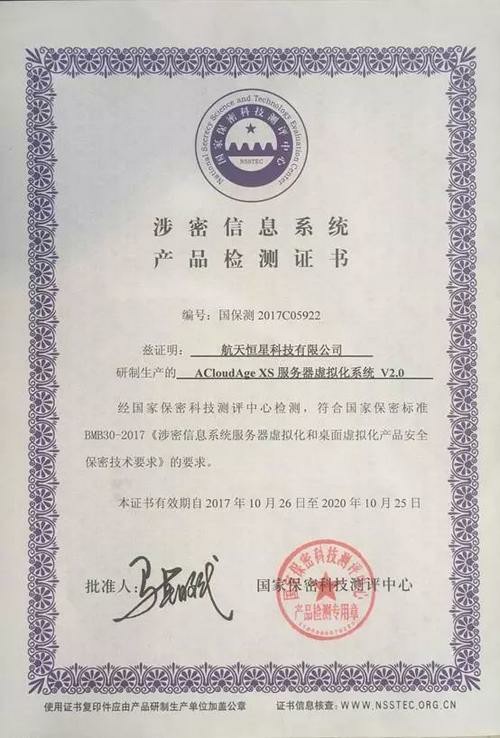 国家保密科技测评中心
National Secrecy Science and Technology Evaluation Center
NSSTEC
涉密信息系统
产品检测证书
编号：国保测 2017C05922
兹证明： 航天恒星科技有限公司
研制生产的 ACloudAge XS 服务器虚拟化系统 V2.0
经国家保密科技测评中心检测，符合国家保密标准
BMB30-2017《涉密信息系统服务器虚拟化和桌面虚拟化产品安全
保密技术要求》的要求。
本证书有效期自 2017 年 10 月 26 日至 2020 年 10 月 25 日
批准人：
国家保密科技测评中心
国家保密科技测评中心
产品检测专用章
使用证书复印件应由产品研制生产单位加盖公章 证书信息核查：WWW.NSSTEC.ORG.CN